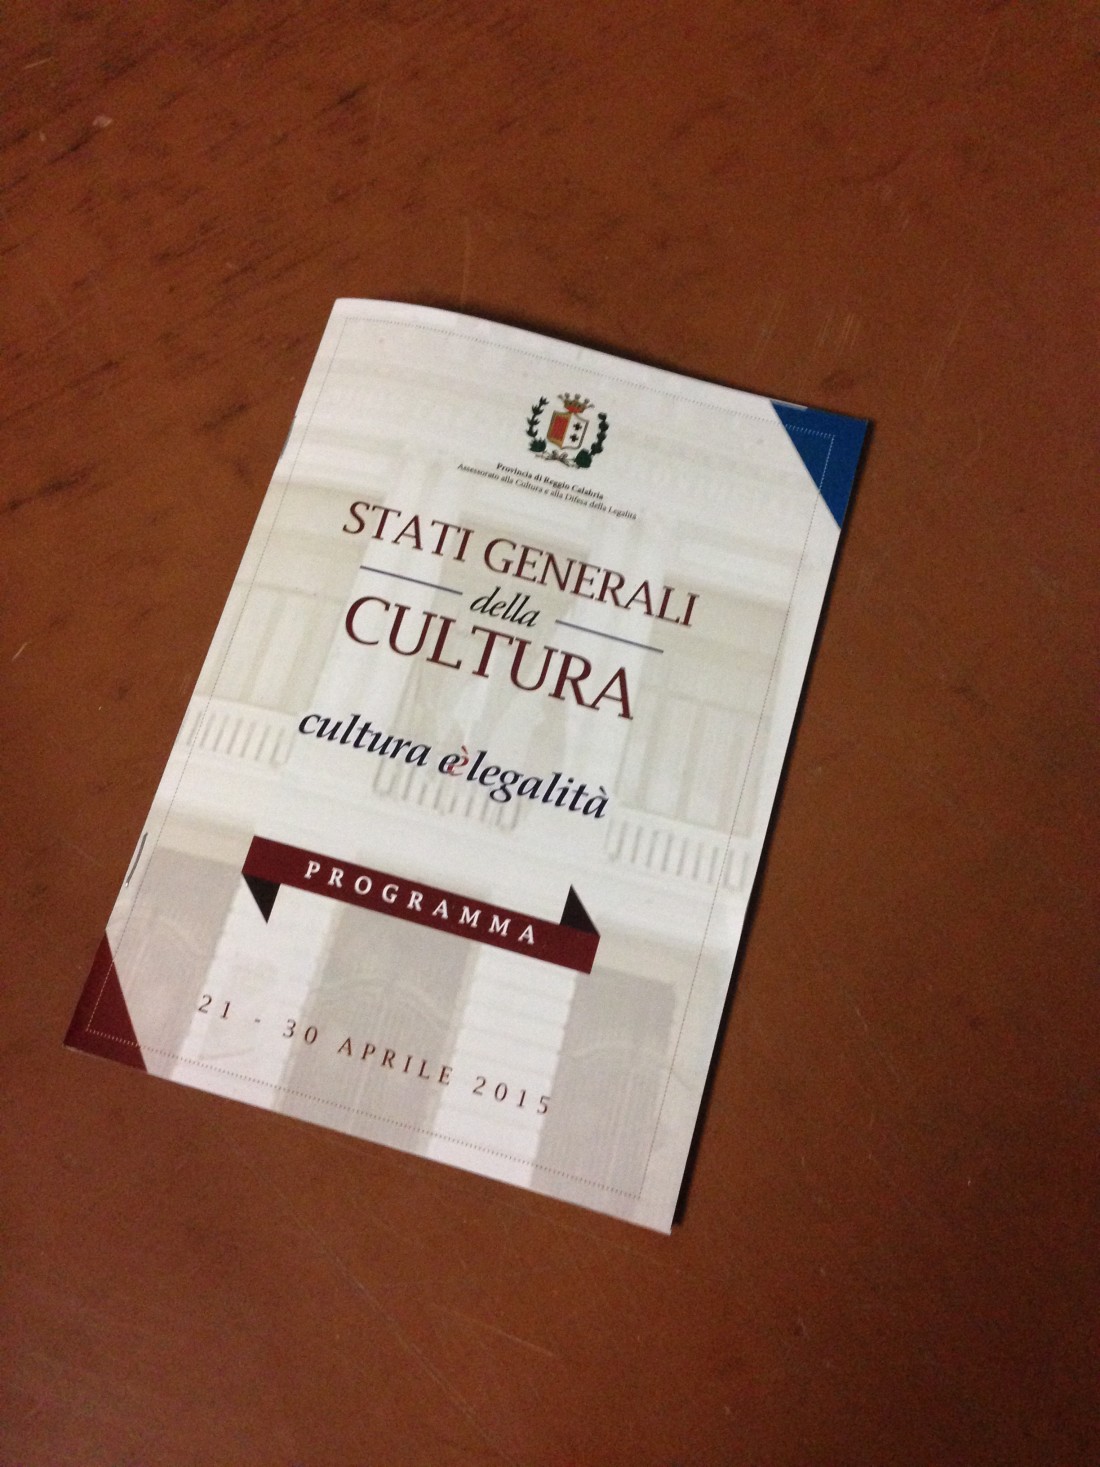 Provincia di Reggio Calabria
Assessorato alla Cultura e alla Difesa della Legalità
STATI GENERALI
della
CULTURA
cultura eè legalità
PROGRAMMA
21 - 30 APRILE 2015